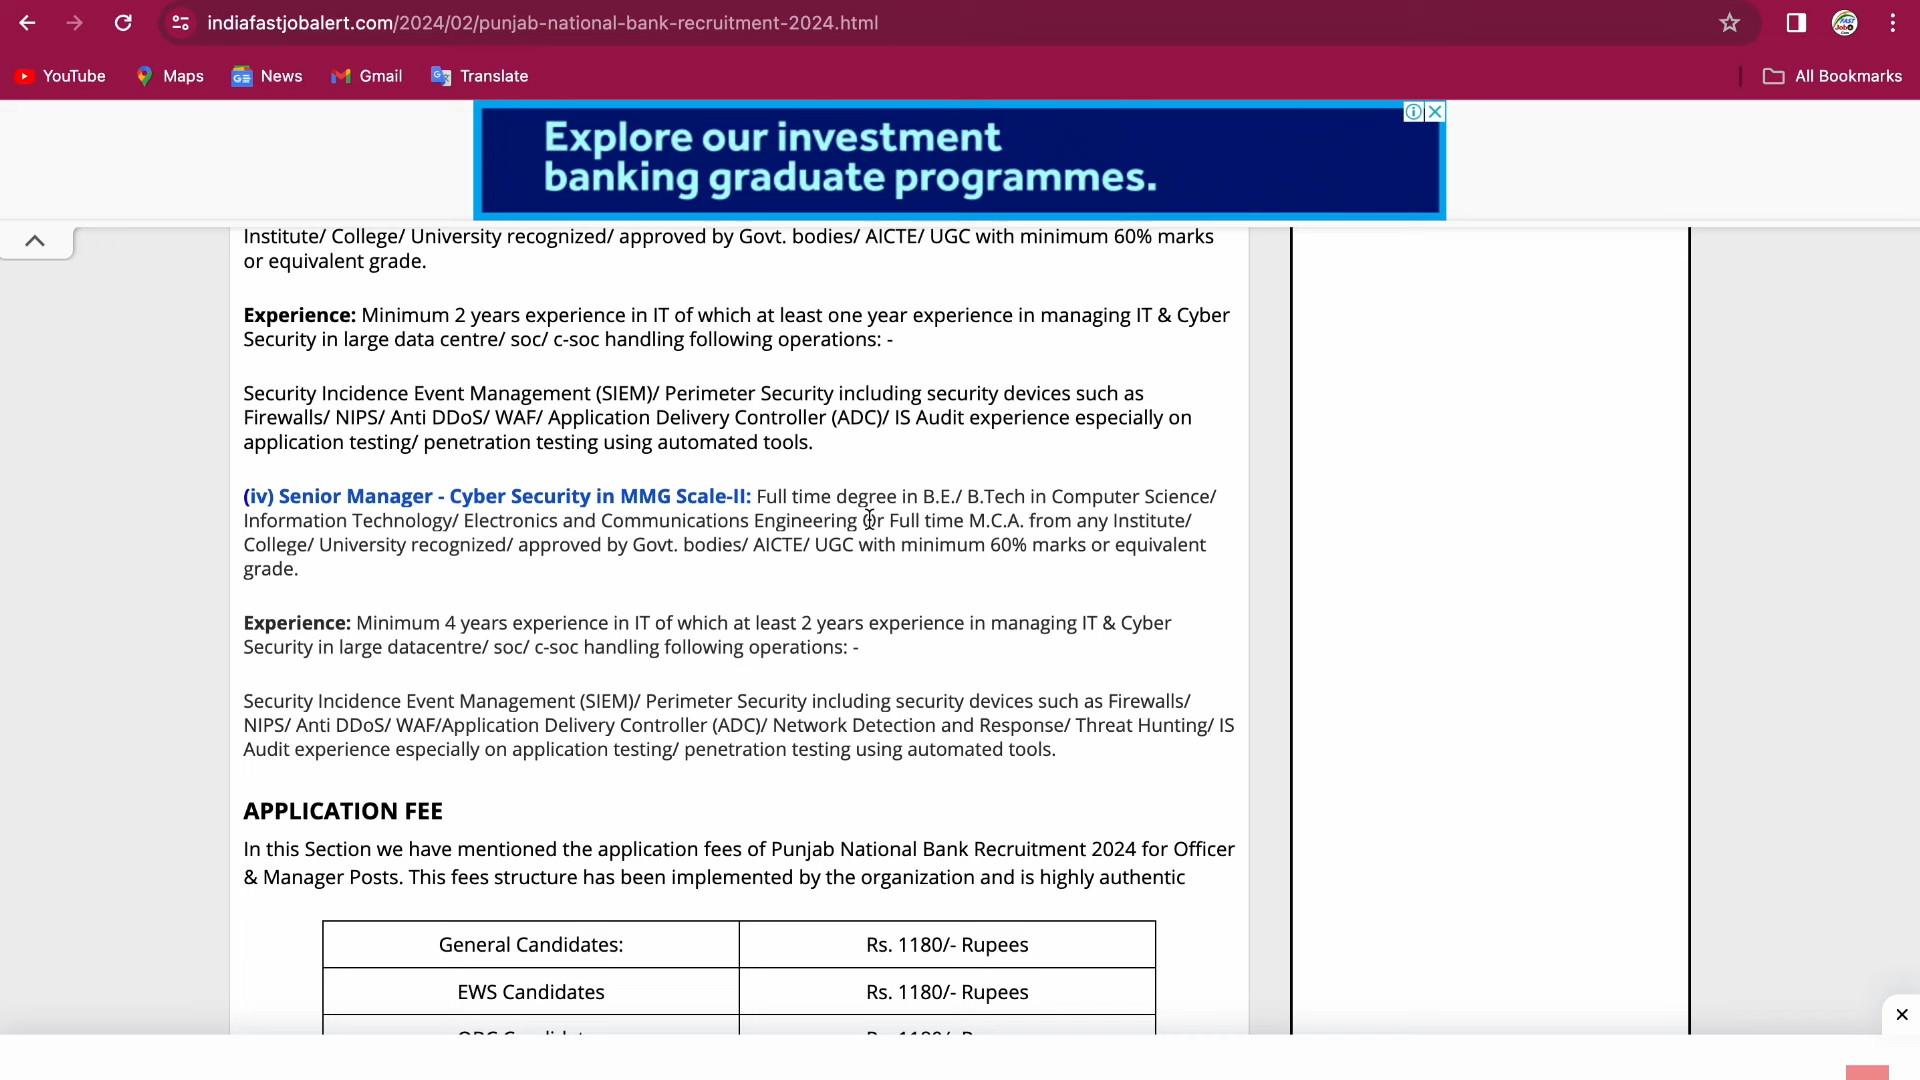 indiafastjobalert.com/2024/02/punjab-national-bank-recruitment-2024.html
YouTube Maps News Gmail Translate All Bookmarks
Explore our investment
banking graduate programmes.
Institute/ College/ University recognized/ approved by Govt. bodies/ AICTE/ UGC with minimum 60% marks
or equivalent grade.
Experience: Minimum 2 years experience in IT of which at least one year experience in managing IT & Cyber
Security in large data centre/ soc/ c-soc handling following operations: -
Security Incidence Event Management (SIEM)/ Perimeter Security including security devices such as
Firewalls/ NIPS/ Anti DDoS/ WAF/ Application Delivery Controller (ADC)/ IS Audit experience especially on
application testing/ penetration testing using automated tools.
(iv) Senior Manager - Cyber Security in MMG Scale-II: Full time degree in B.E./ B.Tech in Computer Science/
Information Technology/ Electronics and Communications Engineering Or Full time M.C.A. from any Institute/
College/ University recognized/ approved by Govt. bodies/ AICTE/ UGC with minimum 60% marks or equivalent
grade.
Experience: Minimum 4 years experience in IT of which at least 2 years experience in managing IT & Cyber
Security in large datacentre/ soc/ c-soc handling following operations: -
Security Incidence Event Management (SIEM)/ Perimeter Security including security devices such as Firewalls/
NIPS/ Anti DDoS/ WAF/Application Delivery Controller (ADC)/ Network Detection and Response/ Threat Hunting/ IS
Audit experience especially on application testing/ penetration testing using automated tools.
APPLICATION FEE
In this Section we have mentioned the application fees of Punjab National Bank Recruitment 2024 for Officer
& Manager Posts. This fees structure has been implemented by the organization and is highly authentic
General Candidates: Rs. 1180/- Rupees
EWS Candidates Rs. 1180/- Rupees